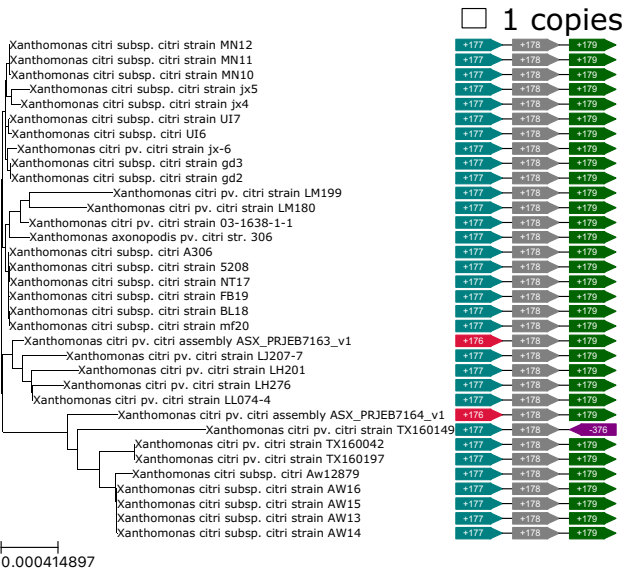 1 copies
Xanthomonas citri subsp. citri strain MN12 +177 +178 +179
Xanthomonas citri subsp. citri strain MN11 +177 +178 +179
Xanthomonas citri subsp. citri strain MN10 +177 +178 +179
Xanthomonas citri subsp. citri strain jx5 +177 +178 +179
Xanthomonas citri subsp. citri strain jx4 +177 +178 +179
Xanthomonas citri subsp. citri strain UI7 +177 +178 +179
Xanthomonas citri subsp. citri UI6 +177 +178 +179
Xanthomonas citri pv. citri strain jx-6 +177 +178 +179
Xanthomonas citri subsp. citri strain gd3 +177 +178 +179
Xanthomonas citri subsp. citri strain gd2 +177 +178 +179
Xanthomonas citri pv. citri strain LM199 +177 +178 +179
Xanthomonas citri pv. citri strain LM180 +177 +178 +179
Xanthomonas citri pv. citri strain 03-1638-1-1 +177 +178 +179
Xanthomonas axonopodis pv. citri str. 306 +177 +178 +179
Xanthomonas citri subsp. citri A306 +177 +178 +179
Xanthomonas citri subsp. citri strain 5208 +177 +178 +179
Xanthomonas citri subsp. citri strain NT17 +177 +178 +179
Xanthomonas citri subsp. citri strain FB19 +177 +178 +179
Xanthomonas citri subsp. citri strain BL18 +177 +178 +179
Xanthomonas citri subsp. citri strain mf20 +177 +178 +179
Xanthomonas citri pv. citri assembly ASX_PRJEB7163_v1 +176 +178 +179
Xanthomonas citri pv. citri strain LJ207-7 +177 +178 +179
Xanthomonas citri pv. citri strain LH201 +177 +178 +179
Xanthomonas citri pv. citri strain LH276 +177 +178 +179
Xanthomonas citri pv. citri strain LL074-4 +177 +178 +179
Xanthomonas citri pv. citri assembly ASX_PRJEB7164_v1 +176 +178 +179
Xanthomonas citri pv. citri strain TX160149 +177 +178 -376
Xanthomonas citri pv. citri strain TX160042 +177 +178 +179
Xanthomonas citri pv. citri strain TX160197 +177 +178 +179
Xanthomonas citri subsp. citri Aw12879 +177 +178 +179
Xanthomonas citri subsp. citri strain AW16 +177 +178 +179
Xanthomonas citri subsp. citri strain AW15 +177 +178 +179
Xanthomonas citri subsp. citri strain AW13 +177 +178 +179
Xanthomonas citri subsp. citri strain AW14 +177 +178 +179
0.000414897